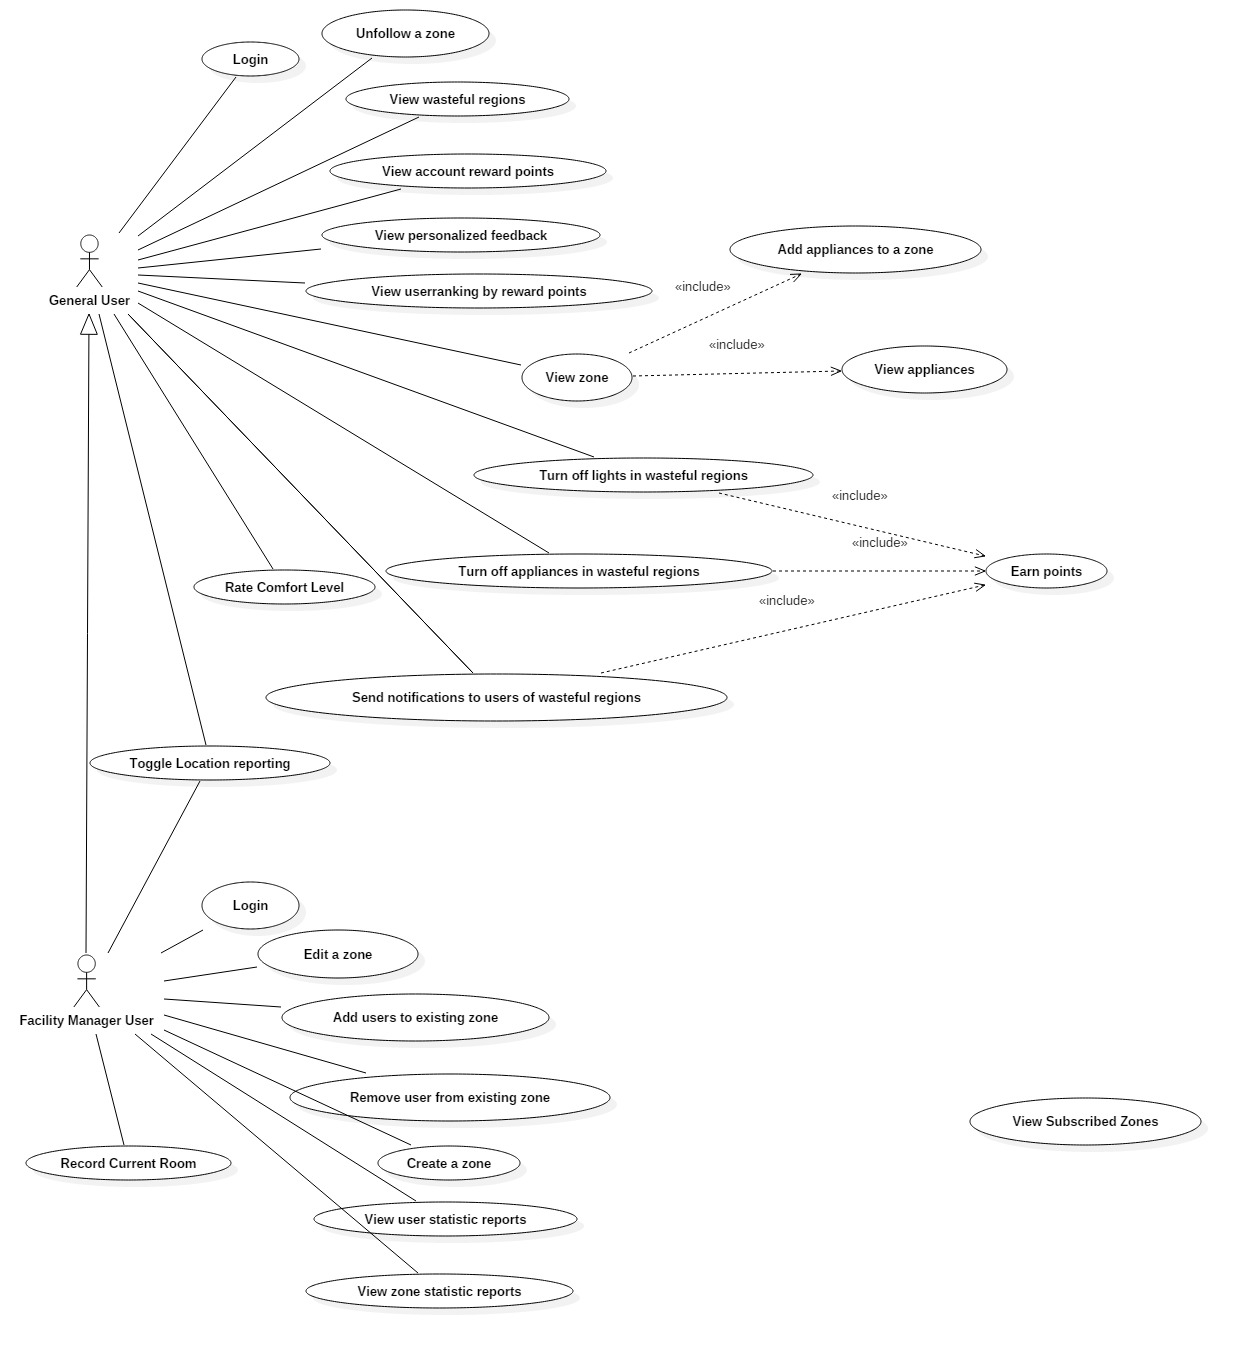 Unfollow a zone
Login
View wasteful regions
View account reward points
View personalized feedback
Add appliances to a zone
«include»
View userranking by reward points
General User
«include»
View appliances
View zone
Turn off lights in wasteful regions
«include»
«include»
Turn off appliances in wasteful regions
Earn points
Rate Comfort Level
«include»
Send notifications to users of wasteful regions
Toggle Location reporting
Login
Edit a zone
Add users to existing zone
Facility Manager User
Remove user from existing zone
View Subscribed Zones
Record Current Room
Create a zone
View user statistic reports
View zone statistic reports